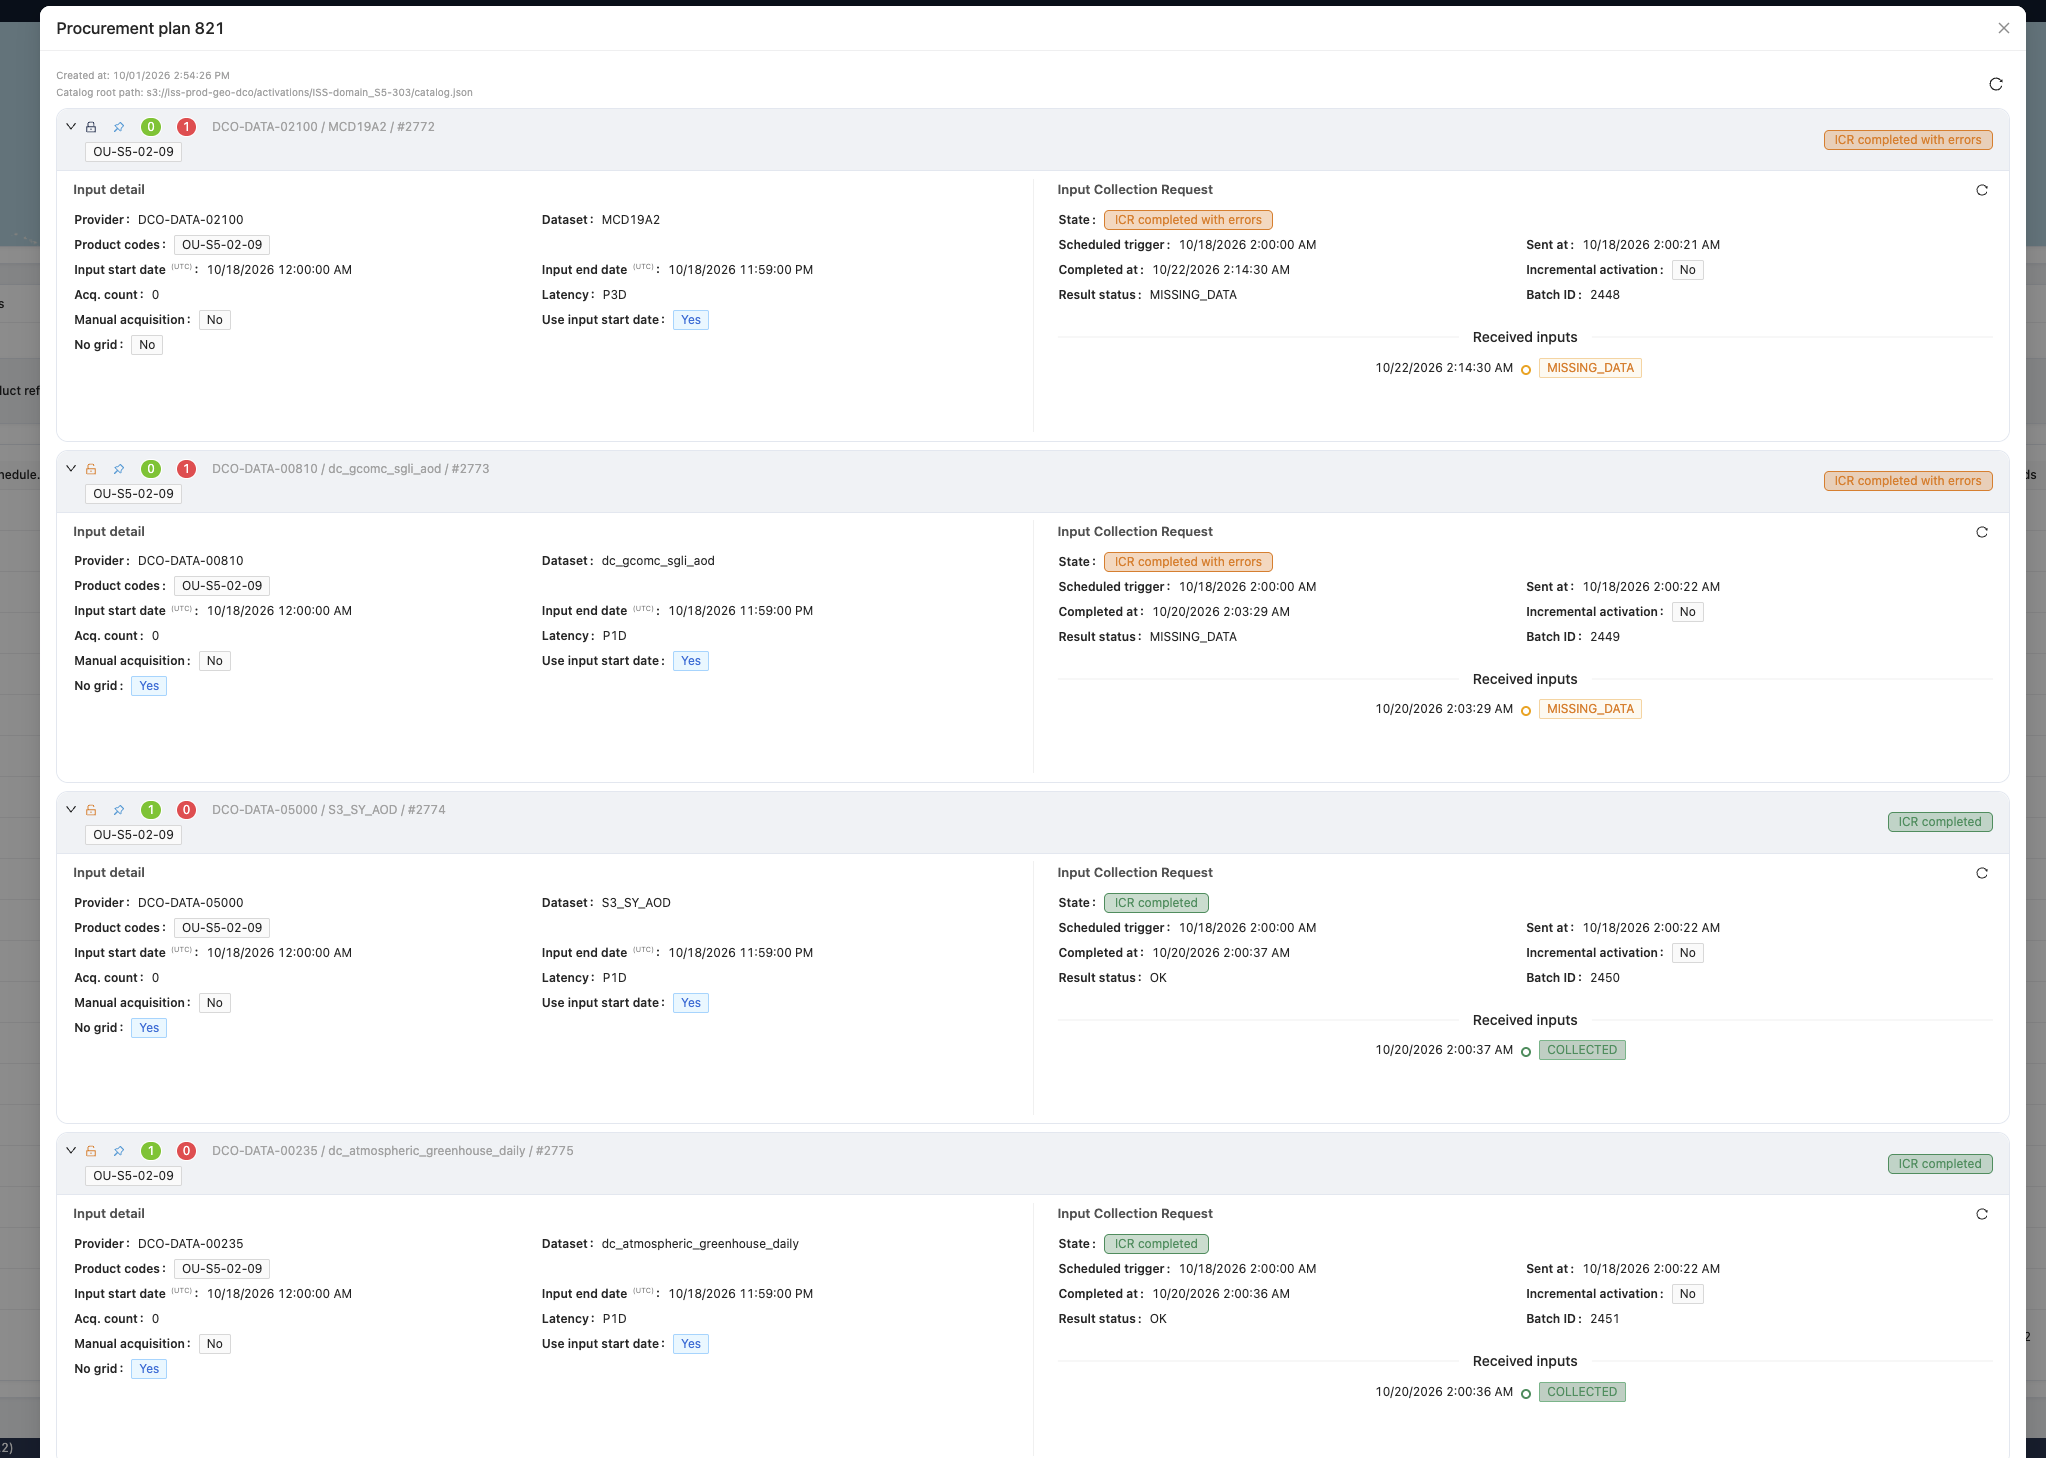 Procurement plan 821
Created at: 10/01/2026 2:54:26 PM
Catalog root path: s3://iss-prod-geo-dco/activations/ISS-domain_S5-303/catalog.json
0 1 DCO-DATA-02100 / MCD19A2 / #2772
OU-S5-02-09
ICR completed with errors
Input detail
Provider: DCO-DATA-02100
Dataset: MCD19A2
Product codes: OU-S5-02-09
Input start date (UTC): 10/18/2026 12:00:00 AM
Input end date (UTC): 10/18/2026 11:59:00 PM
Acq. count: 0
Latency: P3D
Manual acquisition: No
Use input start date: Yes
No grid: No
Input Collection Request
State: ICR completed with errors
Scheduled trigger: 10/18/2026 2:00:00 AM
Sent at: 10/18/2026 2:00:21 AM
Completed at: 10/22/2026 2:14:30 AM
Incremental activation: No
Result status: MISSING_DATA
Batch ID: 2448
Received inputs
10/22/2026 2:14:30 AM MISSING_DATA
0 1 DCO-DATA-00810 / dc_gcomc_sgli_aod / #2773
OU-S5-02-09
ICR completed with errors
Input detail
Provider: DCO-DATA-00810
Dataset: dc_gcomc_sgli_aod
Product codes: OU-S5-02-09
Input start date (UTC): 10/18/2026 12:00:00 AM
Input end date (UTC): 10/18/2026 11:59:00 PM
Acq. count: 0
Latency: P1D
Manual acquisition: No
Use input start date: Yes
No grid: Yes
Input Collection Request
State: ICR completed with errors
Scheduled trigger: 10/18/2026 2:00:00 AM
Sent at: 10/18/2026 2:00:22 AM
Completed at: 10/20/2026 2:03:29 AM
Incremental activation: No
Result status: MISSING_DATA
Batch ID: 2449
Received inputs
10/20/2026 2:03:29 AM MISSING_DATA
1 0 DCO-DATA-05000 / S3_SY_AOD / #2774
OU-S5-02-09
ICR completed
Input detail
Provider: DCO-DATA-05000
Dataset: S3_SY_AOD
Product codes: OU-S5-02-09
Input start date (UTC): 10/18/2026 12:00:00 AM
Input end date (UTC): 10/18/2026 11:59:00 PM
Acq. count: 0
Latency: P1D
Manual acquisition: No
Use input start date: Yes
No grid: Yes
Input Collection Request
State: ICR completed
Scheduled trigger: 10/18/2026 2:00:00 AM
Sent at: 10/18/2026 2:00:22 AM
Completed at: 10/20/2026 2:00:37 AM
Incremental activation: No
Result status: OK
Batch ID: 2450
Received inputs
10/20/2026 2:00:37 AM COLLECTED
1 0 DCO-DATA-00235 / dc_atmospheric_greenhouse_daily / #2775
OU-S5-02-09
ICR completed
Input detail
Provider: DCO-DATA-00235
Dataset: dc_atmospheric_greenhouse_daily
Product codes: OU-S5-02-09
Input start date (UTC): 10/18/2026 12:00:00 AM
Input end date (UTC): 10/18/2026 11:59:00 PM
Acq. count: 0
Latency: P1D
Manual acquisition: No
Use input start date: Yes
No grid: Yes
Input Collection Request
State: ICR completed
Scheduled trigger: 10/18/2026 2:00:00 AM
Sent at: 10/18/2026 2:00:22 AM
Completed at: 10/20/2026 2:00:36 AM
Incremental activation: No
Result status: OK
Batch ID: 2451
Received inputs
10/20/2026 2:00:36 AM COLLECTED